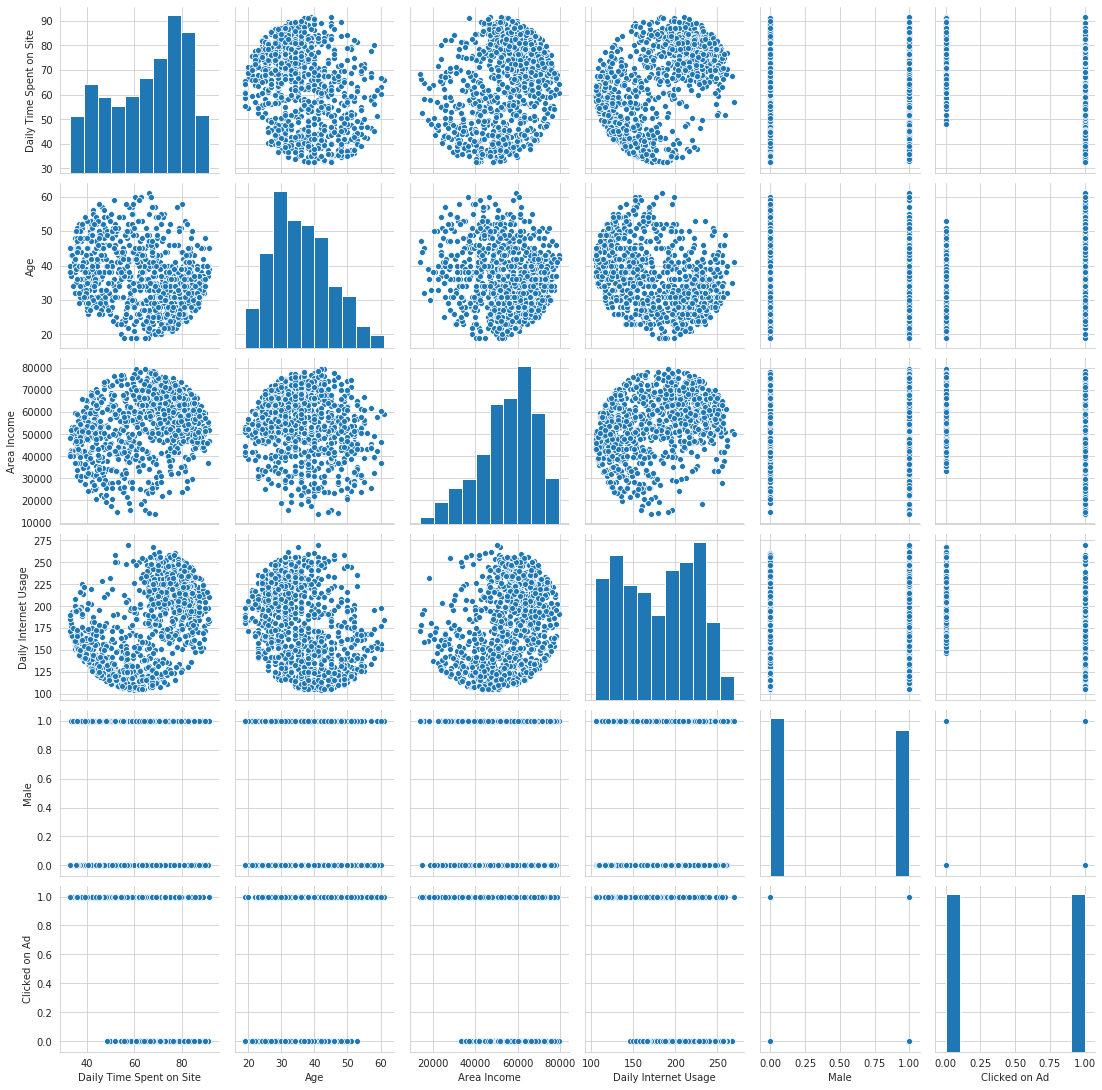 90
80
70
60
50
40
30
Daily Time Spent on Site
60
50
40
30
20
Age
80000
70000
60000
50000
40000
30000
20000
10000
Area Income
275
250
225
200
175
150
125
100
Daily Internet Usage
1.0
0.8
0.6
0.4
0.2
0.0
Male
1.0
0.8
0.6
0.4
0.2
0.0
Clicked on Ad
40 60 80
Daily Time Spent on Site
20 30 40 50 60
Age
20000 40000 60000 80000
Area Income
100 150 200 250
Daily Internet Usage
0.00 0.25 0.50 0.75 1.00
Male
0.00 0.25 0.50 0.75 1.00
Clicked on Ad